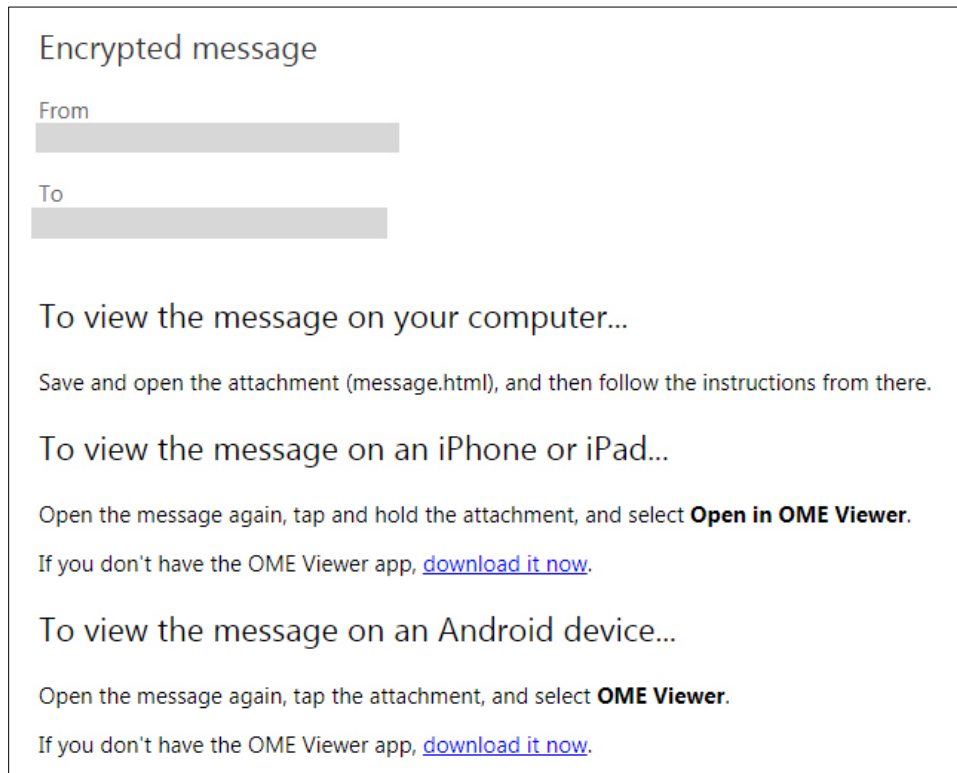 Encrypted message
From
To
To view the message on your computer...
Save and open the attachment (message.html), and then follow the instructions from there.
To view the message on an iPhone or iPad...
Open the message again, tap and hold the attachment, and select Open in OME Viewer.
If you don't have the OME Viewer app, download it now.
To view the message on an Android device...
Open the message again, tap the attachment, and select OME Viewer.
If you don't have the OME Viewer app, download it now.